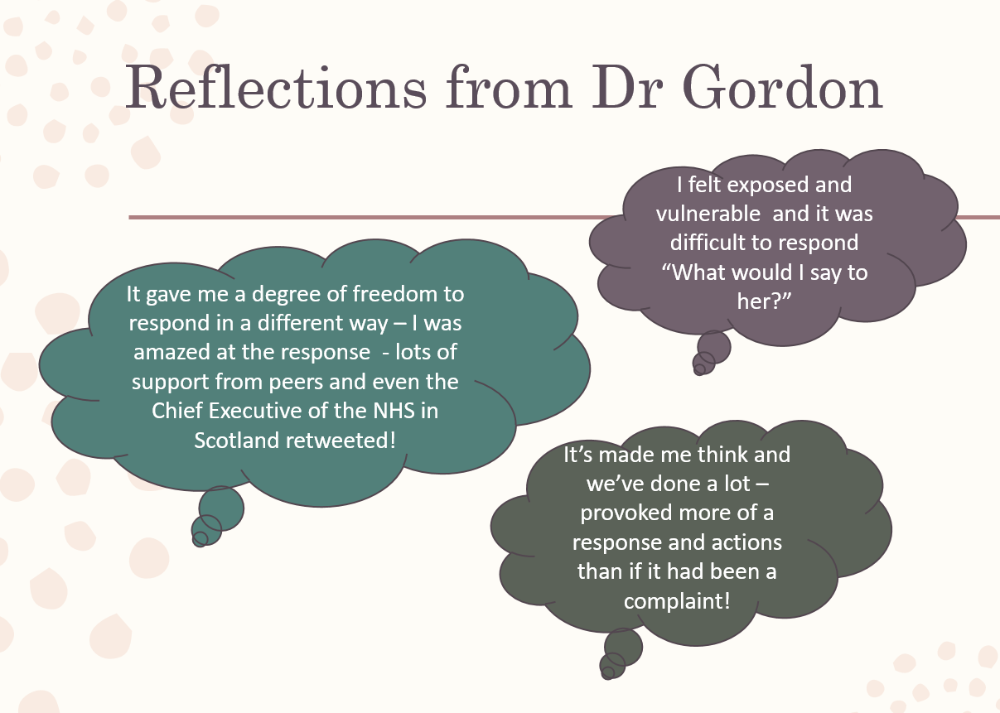 Reflections from Dr Gordon
I felt exposed and
vulnerable  and it was
difficult to respond
“What would I say to
her?”
It gave me a degree of freedom to
respond in a different way – I was
amazed at the response  - lots of
support from peers and even the
Chief Executive of the NHS in
Scotland retweeted!
It’s made me think and
we’ve done a lot –
provoked more of a
response and actions
than if it had been a
complaint!